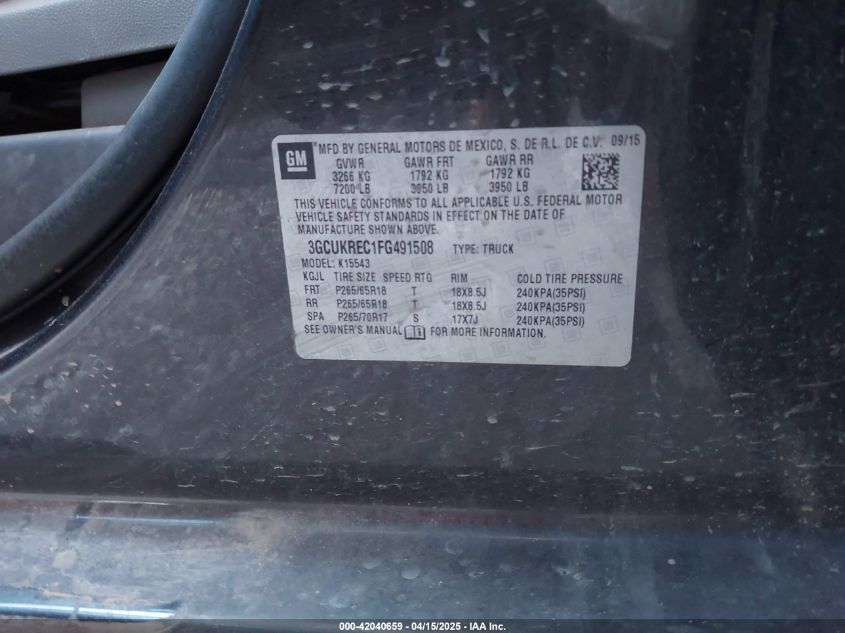 GM
MFD BY GENERAL MOTORS DE MEXICO, S. DE R.L. DE C.V. 09/15
GVWR GAWR FRT GAWR RR
3266 KG 1792 KG 1792 KG
7200 LB 3950 LB 3950 LB
THIS VEHICLE CONFORMS TO ALL APPLICABLE U.S. FEDERAL MOTOR
VEHICLE SAFETY STANDARDS IN EFFECT ON THE DATE OF
MANUFACTURE SHOWN ABOVE.
3GCUKREC1FG491508 TYPE: TRUCK
MODEL: K15543
KGJL TIRE SIZE SPEED RTG RIM COLD TIRE PRESSURE
FRT P265/65R18 T 18X8.5J 240KPA(35PSI)
RR P265/65R18 T 18X8.5J 240KPA(35PSI)
SPA P265/70R17 S 17X7J 240KPA(35PSI)
SEE OWNER'S MANUAL FOR MORE INFORMATION.
000-42040659 - 04/15/2025 - IAA Inc.